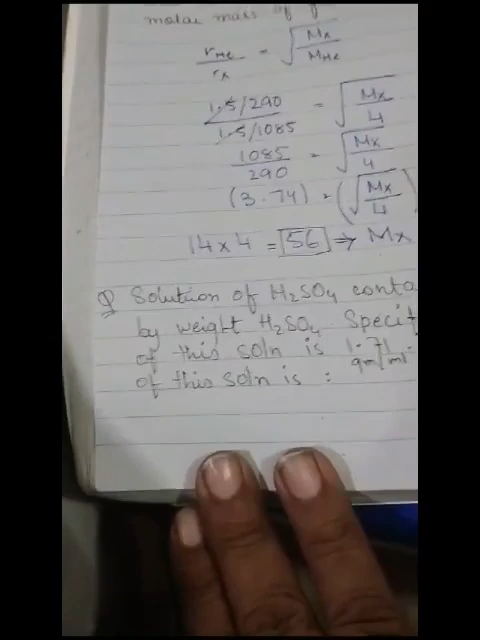 molar mass of
rHe / rx = √Mx / MHe
1.5/290 / 1.5/1085 = √Mx / 4
1085 / 290 = √Mx / 4
(3.74) = (√Mx / 4)
14 x 4 = 56 ⇒ Mx
Q Solution of H2SO4 conta
by weight H2SO4. Specif
of this soln is 1.71 gm/ml.
of this soln is :